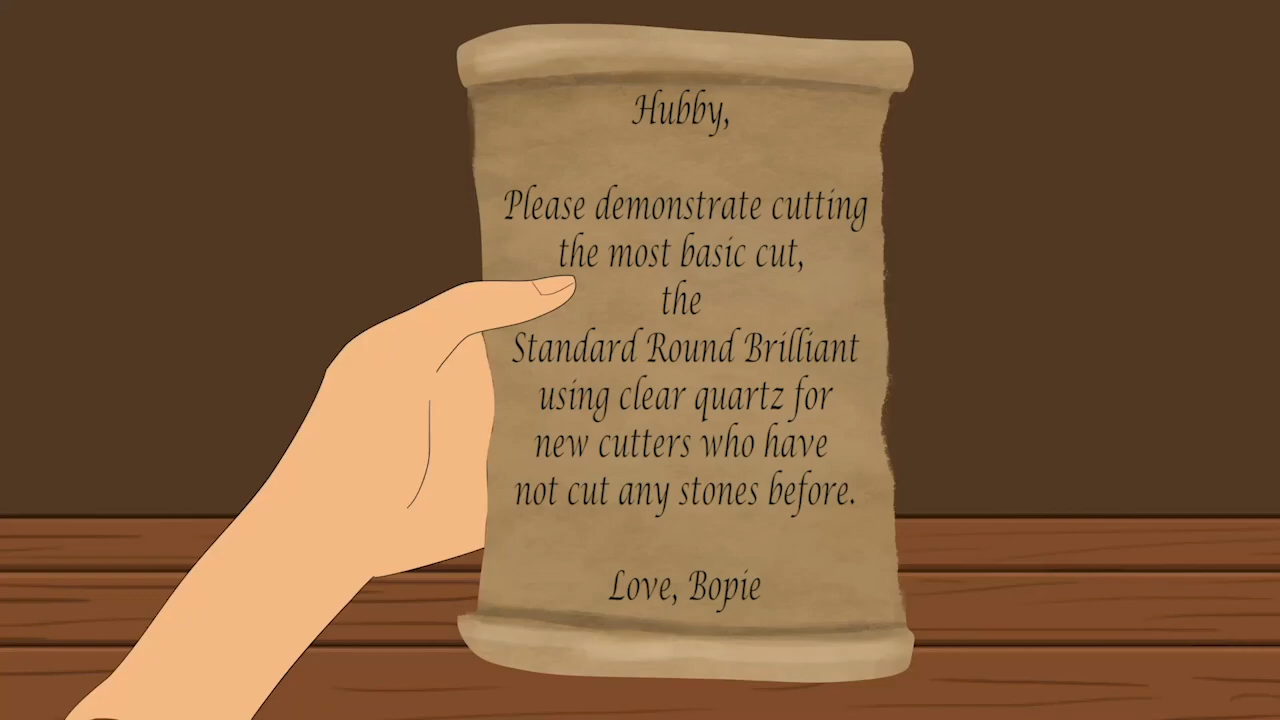 Hubby,
Please demonstrate cutting
the most basic cut,
the
Standard Round Brilliant
using clear quartz for
new cutters who have
not cut any stones before.
Love, Bopie